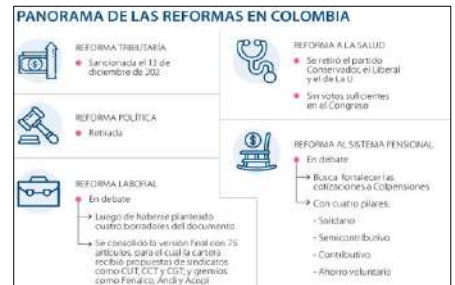 PANORAMA DE LAS REFORMAS EN COLOMBIA
REFORMA TRIBUTARÍA
Sancionada el 13 de
diciembre de 202
REFORMA POLÍTICA
Retirada
REFORMA LABORAL
En debate
Luego de haberse planteado
cuatro borradores del documento
Se consolidó la versión final con 75
artículos, para el cual la cartera
recibió propuestas de sindicatos
como CUT, CCT y CGT; y gremios
como Fenalco, Andi y Acopi
REFORMA A LA SALUD
Se retiró el partido
Conservador, el Liberal
y el de La U
Sin votos suficientes
en el Congreso
REFORMA AL SISTEMA PENSIONAL
En debate
Busca fortalecer las
cotizaciones a Colpensiones
Con cuatro pilares:
- Solidario
- Semicontributivo
- Contributivo
- Ahorro voluntario